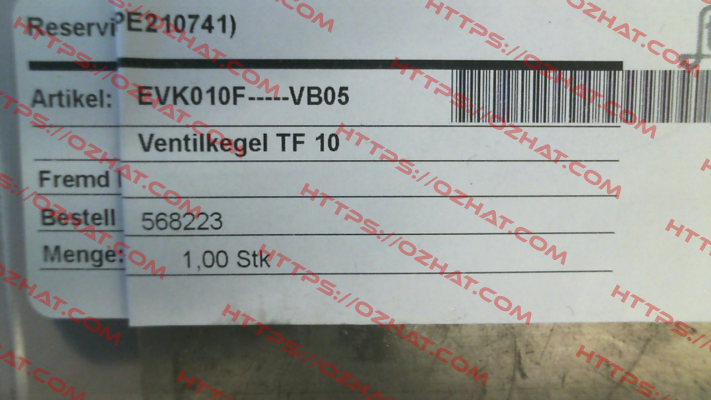 Reservi PE210741)
Artikel: EVK010F-----VB05
Ventilkegel TF 10
Fremd
Bestell 568223
Menge: 1,00 Stk
HTTPS://OZHAT.COM